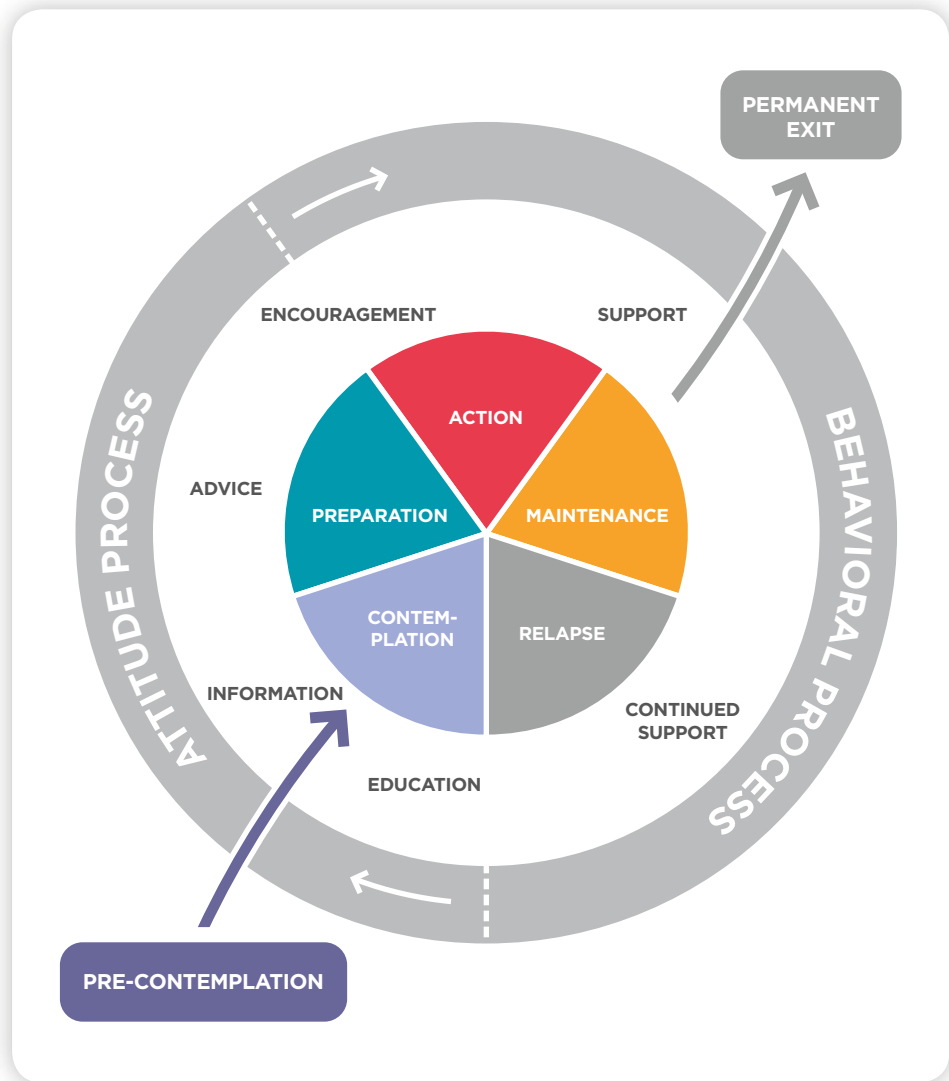 PERMANENT
EXIT
ENCOURAGEMENT
SUPPORT
ACTION
ATTITUDE PROCESS
BEHAVIORAL PROCESS
ADVICE
PREPARATION
MAINTENANCE
CONTEM-
PLATION
RELAPSE
INFORMATION
CONTINUED
SUPPORT
EDUCATION
PRE-CONTEMPLATION